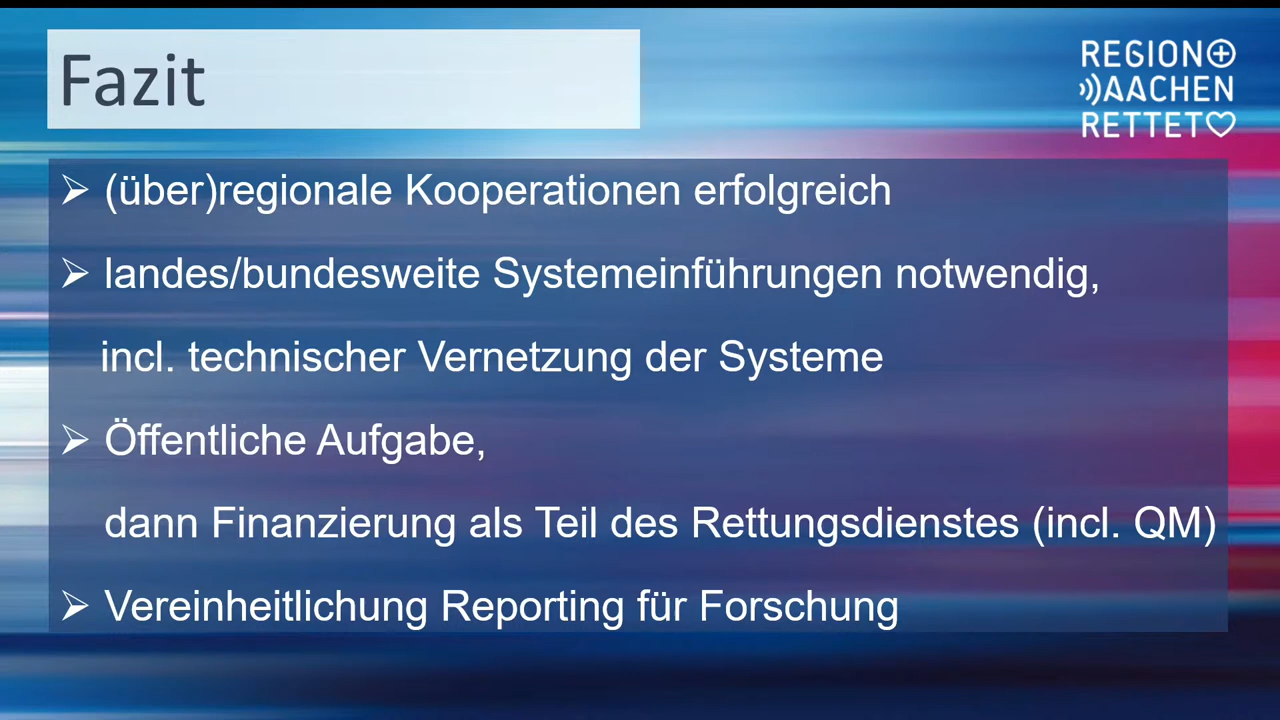 Fazit
REGION
AACHEN
RETTET
(über)regionale Kooperationen erfolgreich
landes/bundesweite Systemeinführungen notwendig,
incl. technischer Vernetzung der Systeme
Öffentliche Aufgabe,
dann Finanzierung als Teil des Rettungsdienstes (incl. QM)
Vereinheitlichung Reporting für Forschung